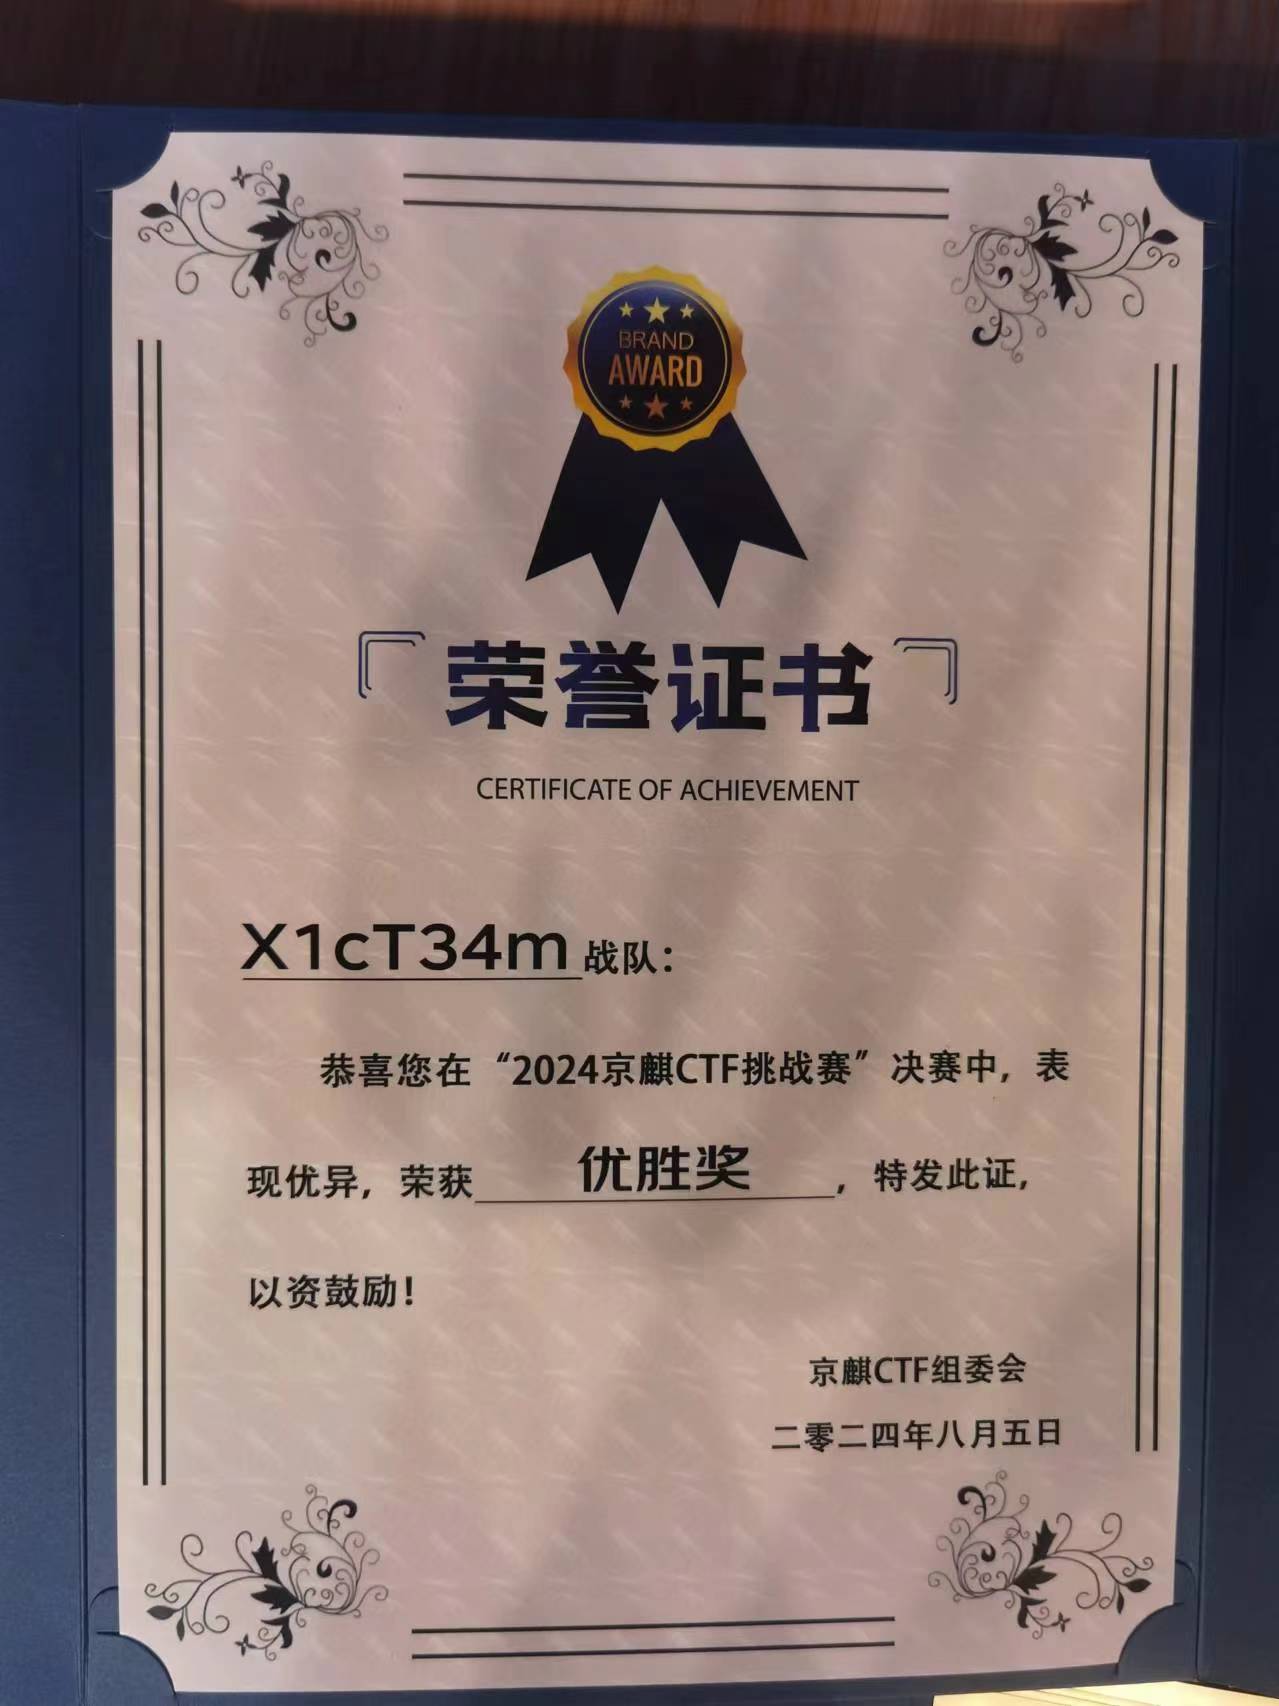 BRAND
AWARD
荣誉证书
CERTIFICATE OF ACHIEVEMENT
X1cT34m 战队：
恭喜您在“2024京麒CTF挑战赛”决赛中，表
现优异，荣获 优胜奖 ，特发此证，
以资鼓励！
京麒CTF组委会
二零二四年八月五日